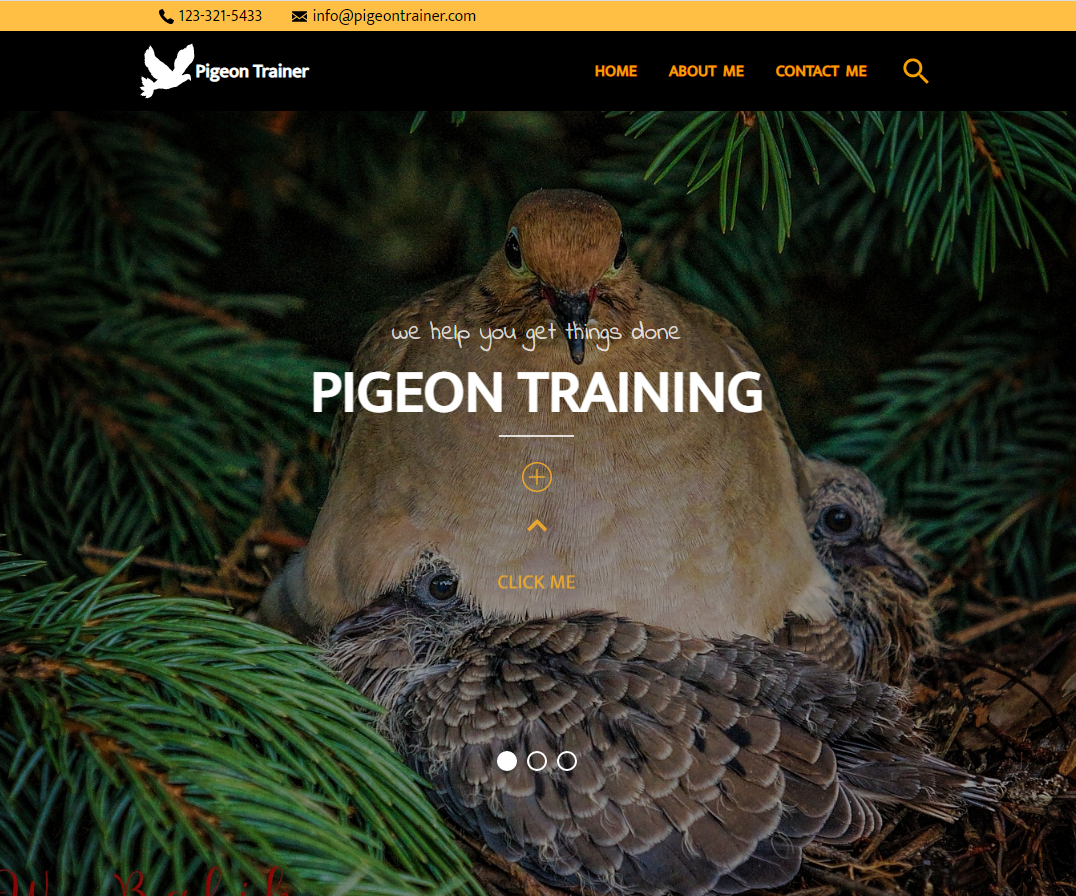 123-321-5433 info@pigeontrainer.com
Pigeon Trainer HOME ABOUT ME CONTACT ME
we help you get things done
PIGEON TRAINING
CLICK ME